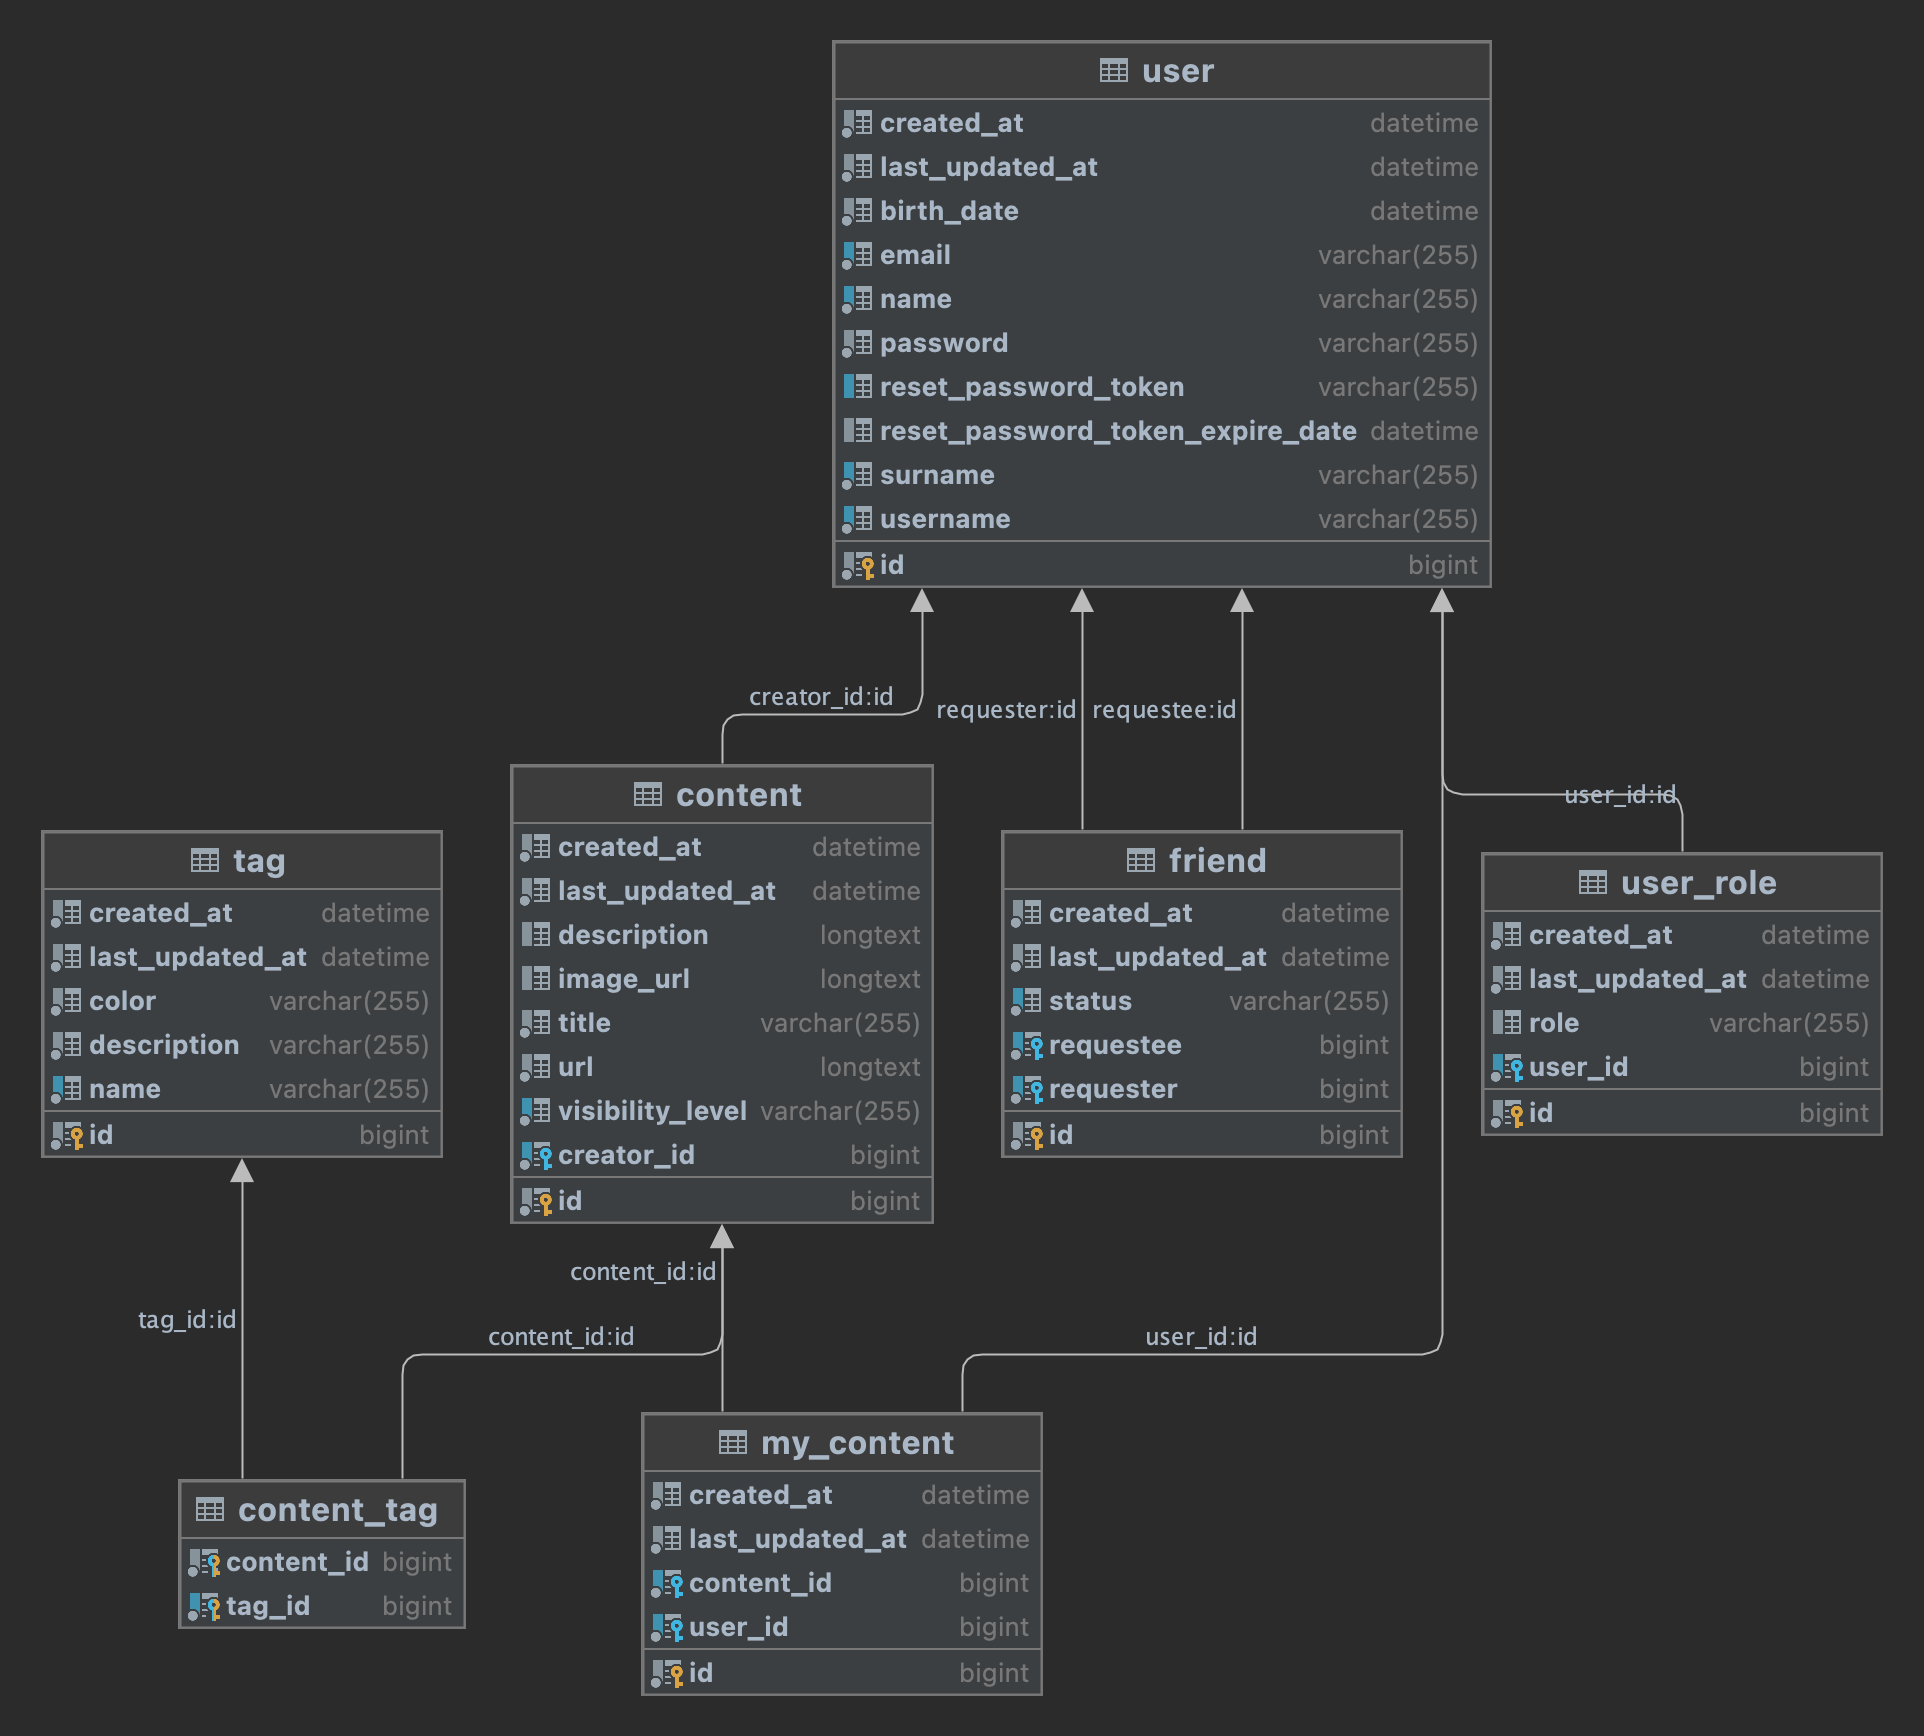 user
created_at datetime
last_updated_at datetime
birth_date datetime
email varchar(255)
name varchar(255)
password varchar(255)
reset_password_token varchar(255)
reset_password_token_expire_date datetime
surname varchar(255)
username varchar(255)
id bigint
creator_id:id
requester:id
requestee:id
user_id:id
tag
created_at datetime
last_updated_at datetime
color varchar(255)
description varchar(255)
name varchar(255)
id bigint
content
created_at datetime
last_updated_at datetime
description longtext
image_url longtext
title varchar(255)
url longtext
visibility_level varchar(255)
creator_id bigint
id bigint
friend
created_at datetime
last_updated_at datetime
status varchar(255)
requestee bigint
requester bigint
id bigint
user_role
created_at datetime
last_updated_at datetime
role varchar(255)
user_id bigint
id bigint
tag_id:id
content_id:id
content_id:id
user_id:id
content_tag
content_id bigint
tag_id bigint
my_content
created_at datetime
last_updated_at datetime
content_id bigint
user_id bigint
id bigint